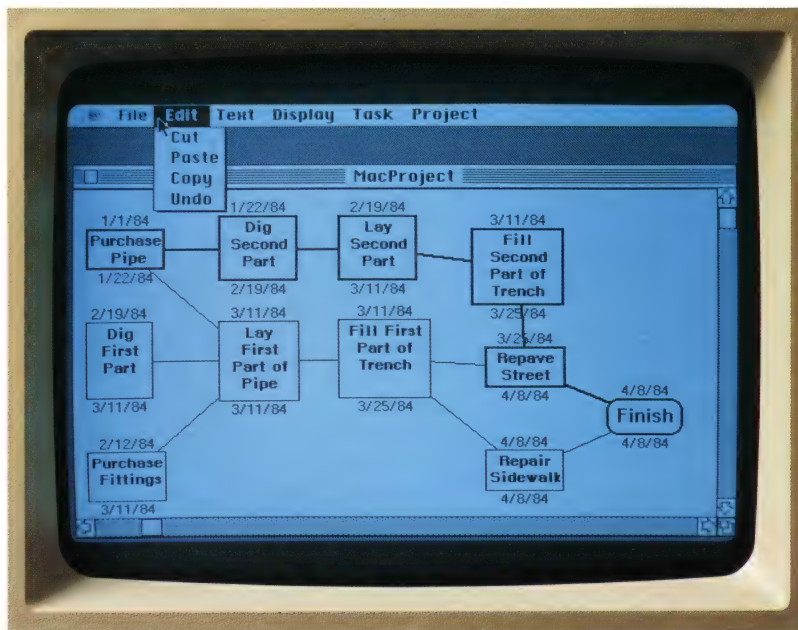 File Edit Text Display Task Project
Cut
Paste
Copy
Undo
MacProject
1/1/84
Purchase
Pipe
1/22/84
1/22/84
Dig
Second
Part
2/19/84
2/19/84
Lay
Second
Part
3/11/84
3/11/84
Fill
Second
Part of
Trench
3/25/84
2/19/84
Dig
First
Part
3/11/84
3/11/84
Lay
First
Part of
Pipe
3/11/84
3/11/84
Fill First
Part of
Trench
3/25/84
3/25/84
Repave
Street
4/8/84
4/8/84
Finish
4/8/84
2/12/84
Purchase
Fittings
3/11/84
4/8/84
Repair
Sidewalk
4/8/84